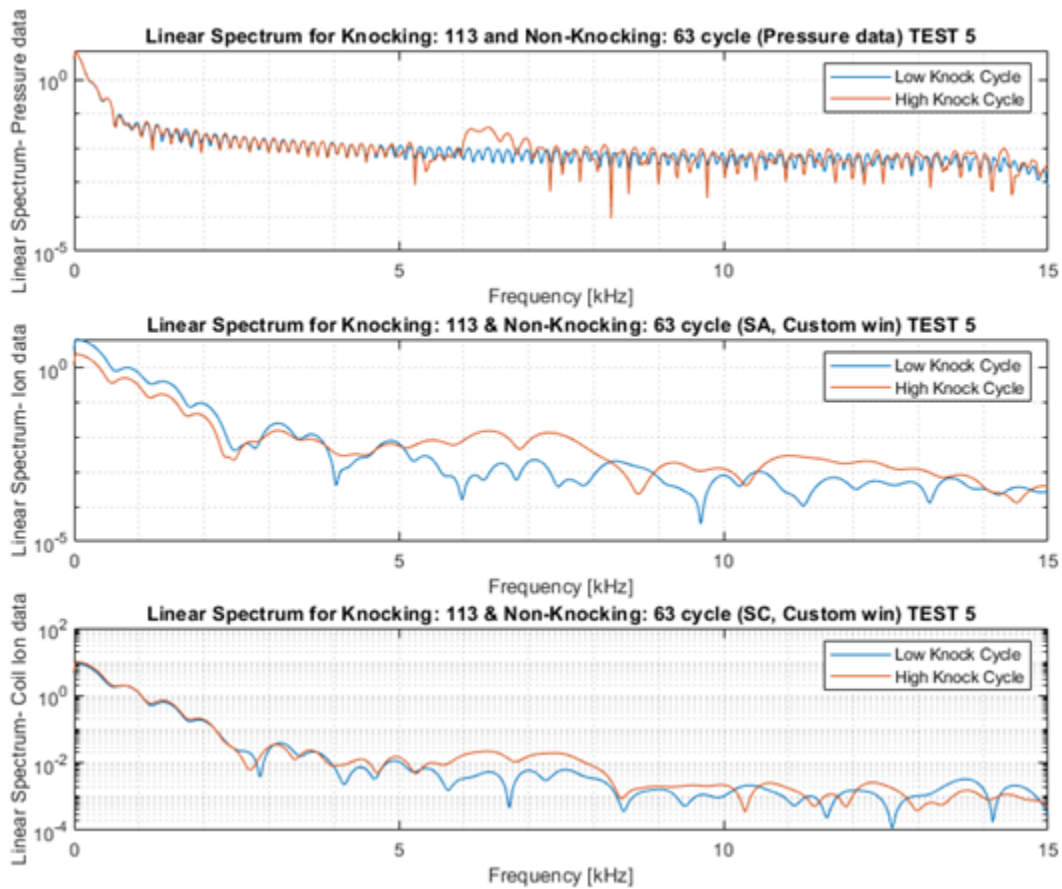 Linear Spectrum for Knocking: 113 and Non-Knocking: 63 cycle (Pressure data) TEST 5
Linear Spectrum- Pressure data
10^0
10^-5
Low Knock Cycle
High Knock Cycle
0 5 10 15
Frequency [kHz]
Linear Spectrum for Knocking: 113 & Non-Knocking: 63 cycle (SA, Custom win) TEST 5
Linear Spectrum- Ion data
10^0
10^-5
Low Knock Cycle
High Knock Cycle
0 5 10 15
Frequency [kHz]
Linear Spectrum for Knocking: 113 & Non-Knocking: 63 cycle (SC, Custom win) TEST 5
Linear Spectrum- Coil Ion data
10^2
10^0
10^-2
10^-4
Low Knock Cycle
High Knock Cycle
0 5 10 15
Frequency [kHz]